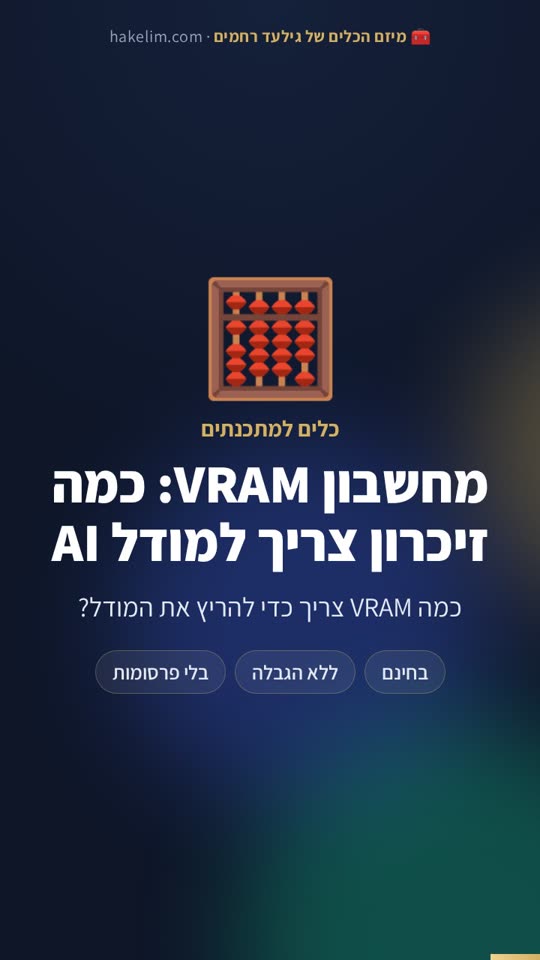 🧰 מיזם הכלים של גילעד רחמים · hakelim.com
כלים למתכנתים
מחשבון VRAM: כמה
זיכרון צריך למודל AI
כמה VRAM צריך כדי להריץ את המודל?
בחינם
ללא הגבלה
בלי פרסומות